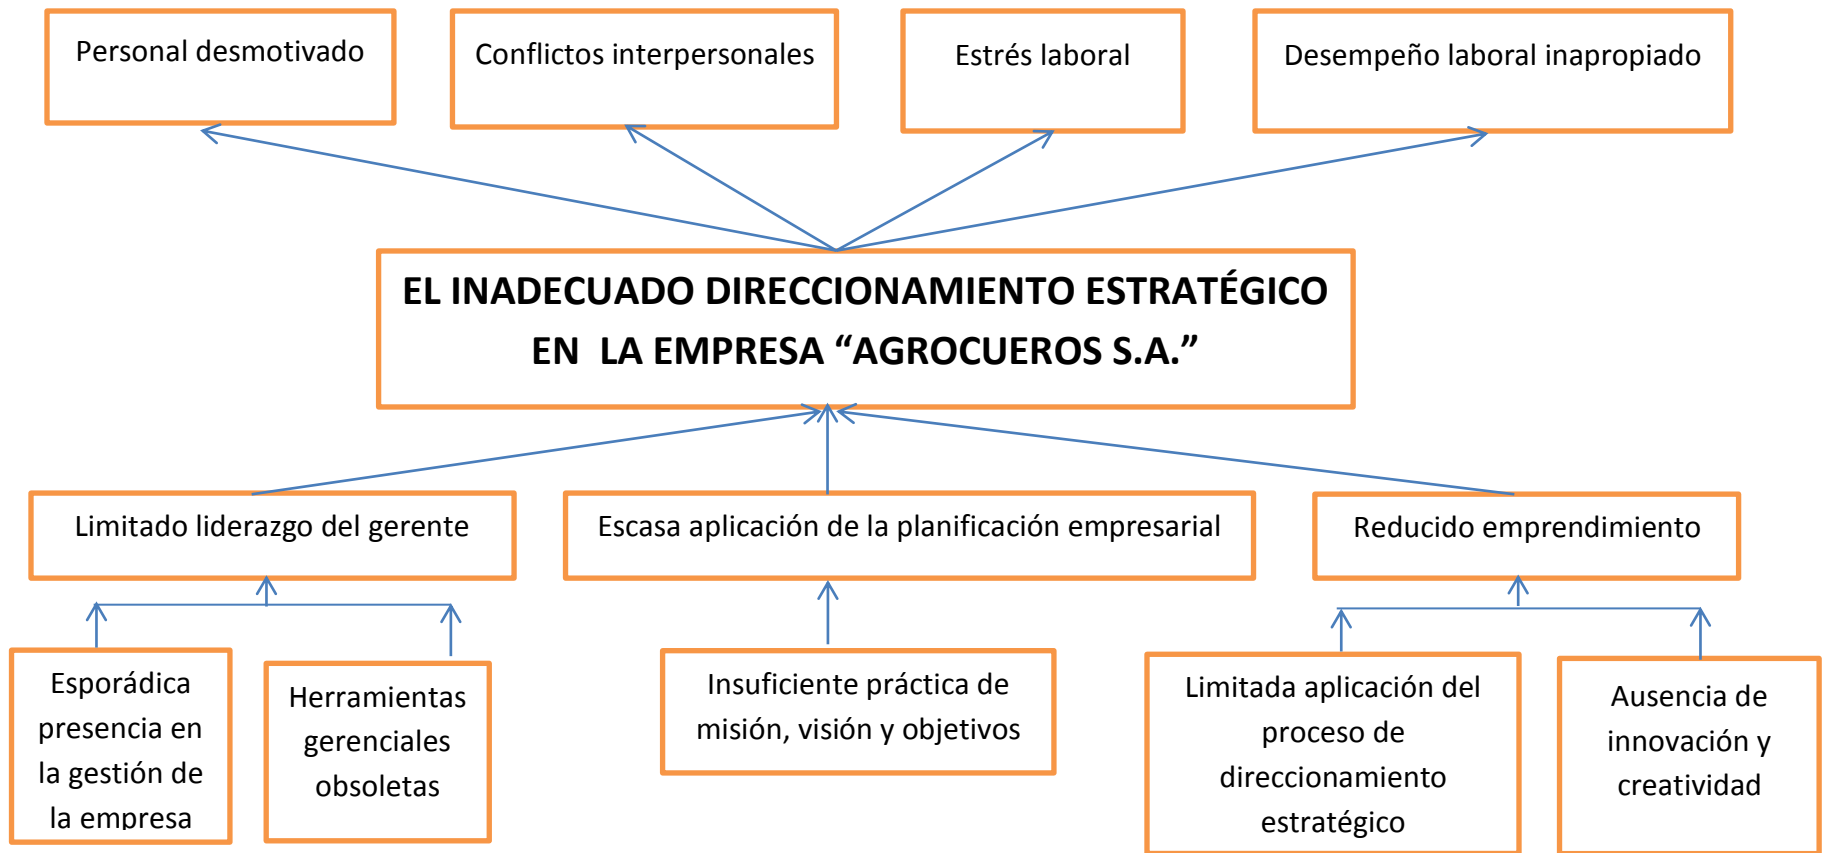 Personal desmotivado
Conflictos interpersonales
Estrés laboral
Desempeño laboral inapropiado
EL INADECUADO DIRECCIONAMIENTO ESTRATÉGICO
EN LA EMPRESA “AGROCUEROS S.A.”
Limitado liderazgo del gerente
Escasa aplicación de la planificación empresarial
Reducido emprendimiento
Esporádica
presencia en
la gestión de
la empresa
Herramientas
gerenciales
obsoletas
Insuficiente práctica de
misión, visión y objetivos
Limitada aplicación del
proceso de
direccionamiento
estratégico
Ausencia de
innovación y
creatividad